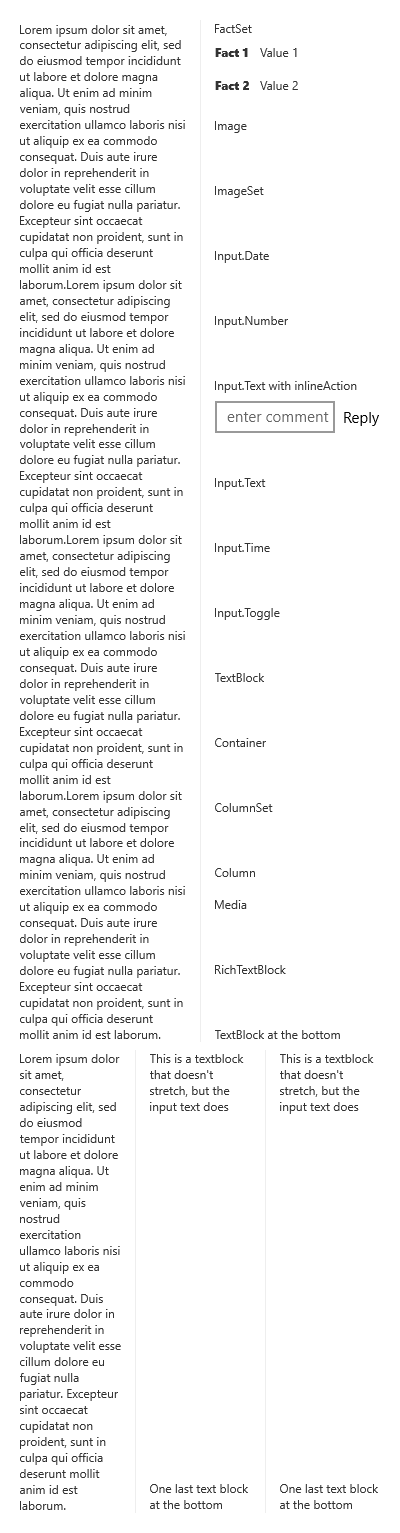 Lorem ipsum dolor sit amet,
consectetur adipiscing elit, sed
do eiusmod tempor incididunt
ut labore et dolore magna
aliqua. Ut enim ad minim
veniam, quis nostrud
exercitation ullamco laboris nisi
ut aliquip ex ea commodo
consequat. Duis aute irure
dolor in reprehenderit in
voluptate velit esse cillum
dolore eu fugiat nulla pariatur.
Excepteur sint occaecat
cupidatat non proident, sunt in
culpa qui officia deserunt
mollit anim id est
laborum.Lorem ipsum dolor sit
amet, consectetur adipiscing
elit, sed do eiusmod tempor
incididunt ut labore et dolore
magna aliqua. Ut enim ad
minim veniam, quis nostrud
exercitation ullamco laboris nisi
ut aliquip ex ea commodo
consequat. Duis aute irure
dolor in reprehenderit in
voluptate velit esse cillum
dolore eu fugiat nulla pariatur.
Excepteur sint occaecat
cupidatat non proident, sunt in
culpa qui officia deserunt
mollit anim id est
laborum.Lorem ipsum dolor sit
amet, consectetur adipiscing
elit, sed do eiusmod tempor
incididunt ut labore et dolore
magna aliqua. Ut enim ad
minim veniam, quis nostrud
exercitation ullamco laboris nisi
ut aliquip ex ea commodo
consequat. Duis aute irure
dolor in reprehenderit in
voluptate velit esse cillum
dolore eu fugiat nulla pariatur.
Excepteur sint occaecat
cupidatat non proident, sunt in
culpa qui officia deserunt
mollit anim id est
laborum.Lorem ipsum dolor sit
amet, consectetur adipiscing
elit, sed do eiusmod tempor
incididunt ut labore et dolore
magna aliqua. Ut enim ad
minim veniam, quis nostrud
exercitation ullamco laboris nisi
ut aliquip ex ea commodo
consequat. Duis aute irure
dolor in reprehenderit in
voluptate velit esse cillum
dolore eu fugiat nulla pariatur.
Excepteur sint occaecat
cupidatat non proident, sunt in
culpa qui officia deserunt
mollit anim id est laborum.
FactSet
Fact 1 Value 1
Fact 2 Value 2
Image
ImageSet
Input.Date
Input.Number
Input.Text with inlineAction
enter comment Reply
Input.Text
Input.Time
Input.Toggle
TextBlock
Container
ColumnSet
Column
Media
RichTextBlock
TextBlock at the bottom
Lorem ipsum dolor
sit amet,
consectetur
adipiscing elit, sed
do eiusmod
tempor incididunt
ut labore et dolore
magna aliqua. Ut
enim ad minim
veniam, quis
nostrud
exercitation
ullamco laboris nisi
ut aliquip ex ea
commodo
consequat. Duis
aute irure dolor in
reprehenderit in
voluptate velit esse
cillum dolore eu
fugiat nulla
pariatur. Excepteur
sint occaecat
cupidatat non
proident, sunt in
culpa qui officia
deserunt mollit
anim id est
laborum.
This is a textblock
that doesn't
stretch, but the
input text does
One last text block
at the bottom
This is a textblock
that doesn't
stretch, but the
input text does
One last text block
at the bottom